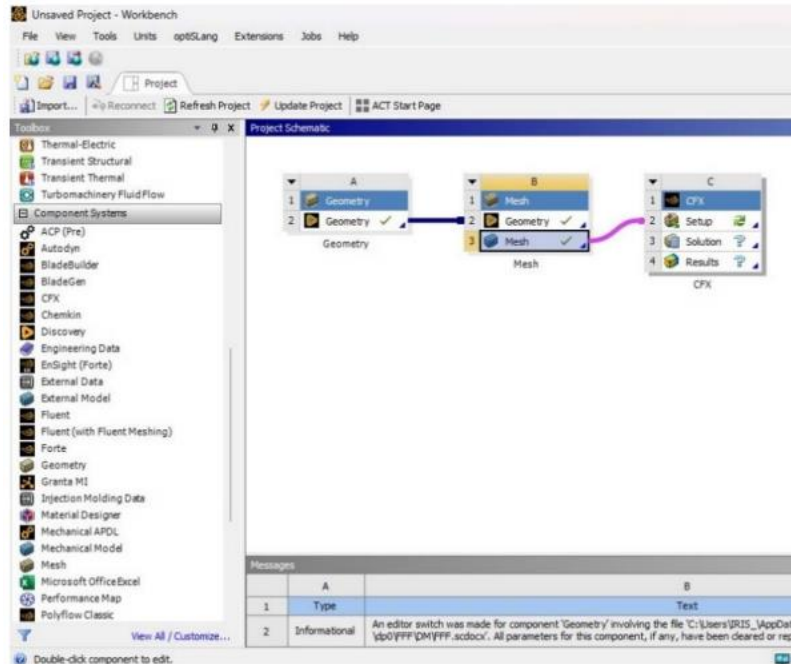 Unsaved Project - Workbench
File View Tools Units optiSLang Extensions Jobs Help
Project
Import... Reconnect Refresh Project Update Project ACT Start Page
Toolbox
Thermal-Electric
Transient Structural
Transient Thermal
Turbomachinery Fluid Flow
Component Systems
ACP (Pre)
Autodyn
BladeBuilder
BladeGen
CFX
Chemkin
Discovery
Engineering Data
EnSight (Forte)
External Data
External Model
Fluent
Fluent (with Fluent Meshing)
Forte
Geometry
Granta MI
Injection Molding Data
Material Designer
Mechanical APDL
Mechanical Model
Mesh
Microsoft Office Excel
Performance Map
Polyflow Classic
View All / Customize...
Double-click component to edit.
Project Schematic
A
1 Geometry
2 Geometry
Geometry
B
1 Mesh
2 Geometry
3 Mesh
Mesh
C
1 CFX
2 Setup
3 Solution
4 Results
CFX
Messages
A B
1 Type Text
2 Informational An editor switch was made for component 'Geometry' involving the file 'C:\Users\IRIS_\AppDat
\dp0\FFF\DM\FFF.scdocx'. All parameters for this component, if any, have been cleared or rep